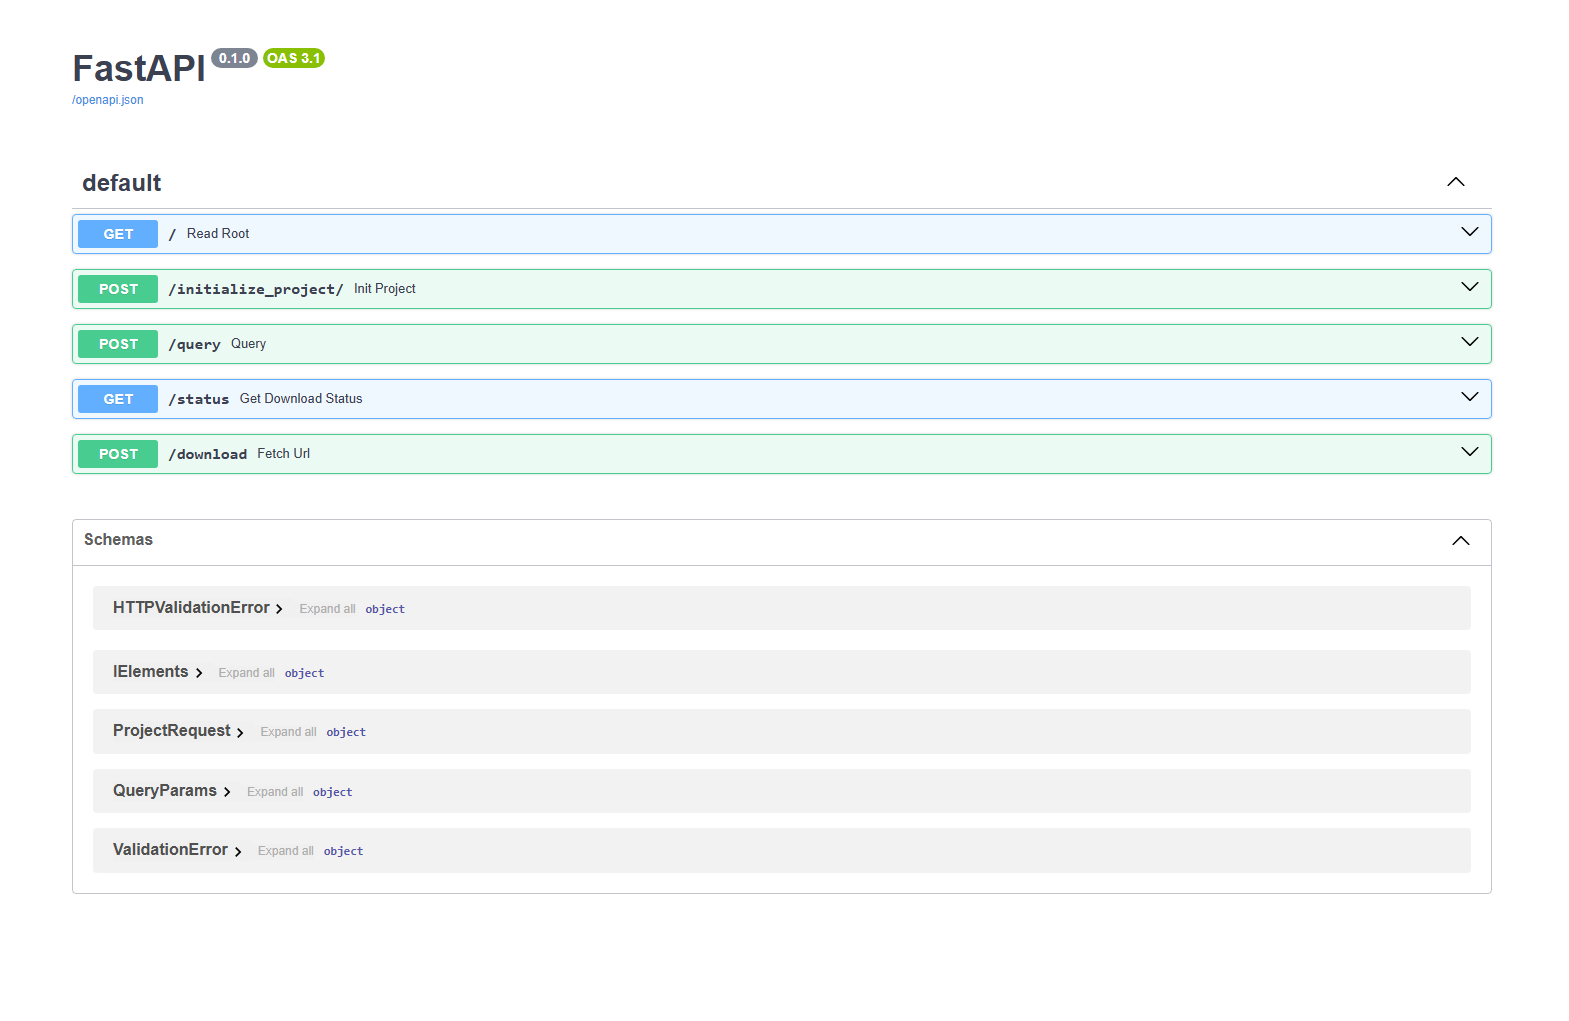 FastAPI 0.1.0 OAS 3.1
/openapi.json
default
GET / Read Root
POST /initialize_project/ Init Project
POST /query Query
GET /status Get Download Status
POST /download Fetch Url
Schemas
HTTPValidationError Expand all object
IElements Expand all object
ProjectRequest Expand all object
QueryParams Expand all object
ValidationError Expand all object